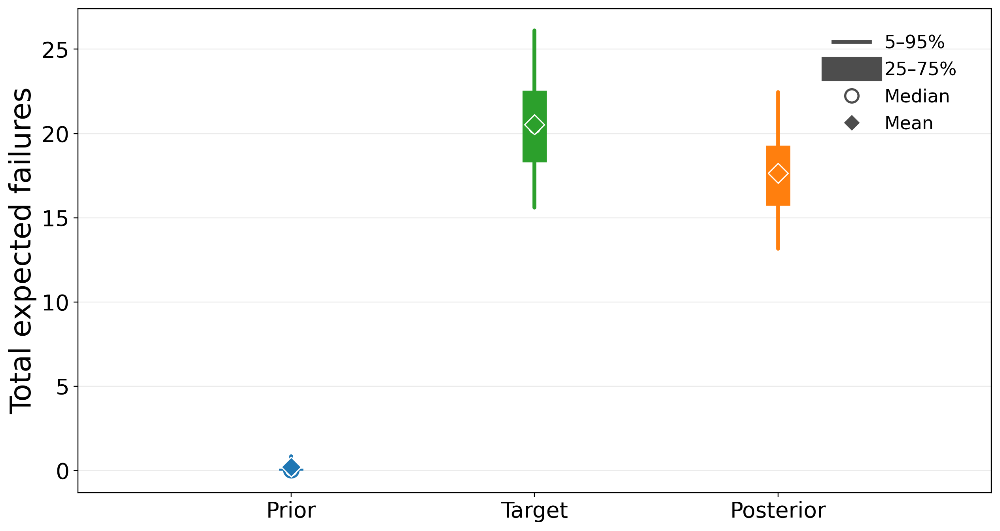 Total expected failures
25
20
15
10
5
0
Prior
Target
Posterior
5–95%
25–75%
Median
Mean